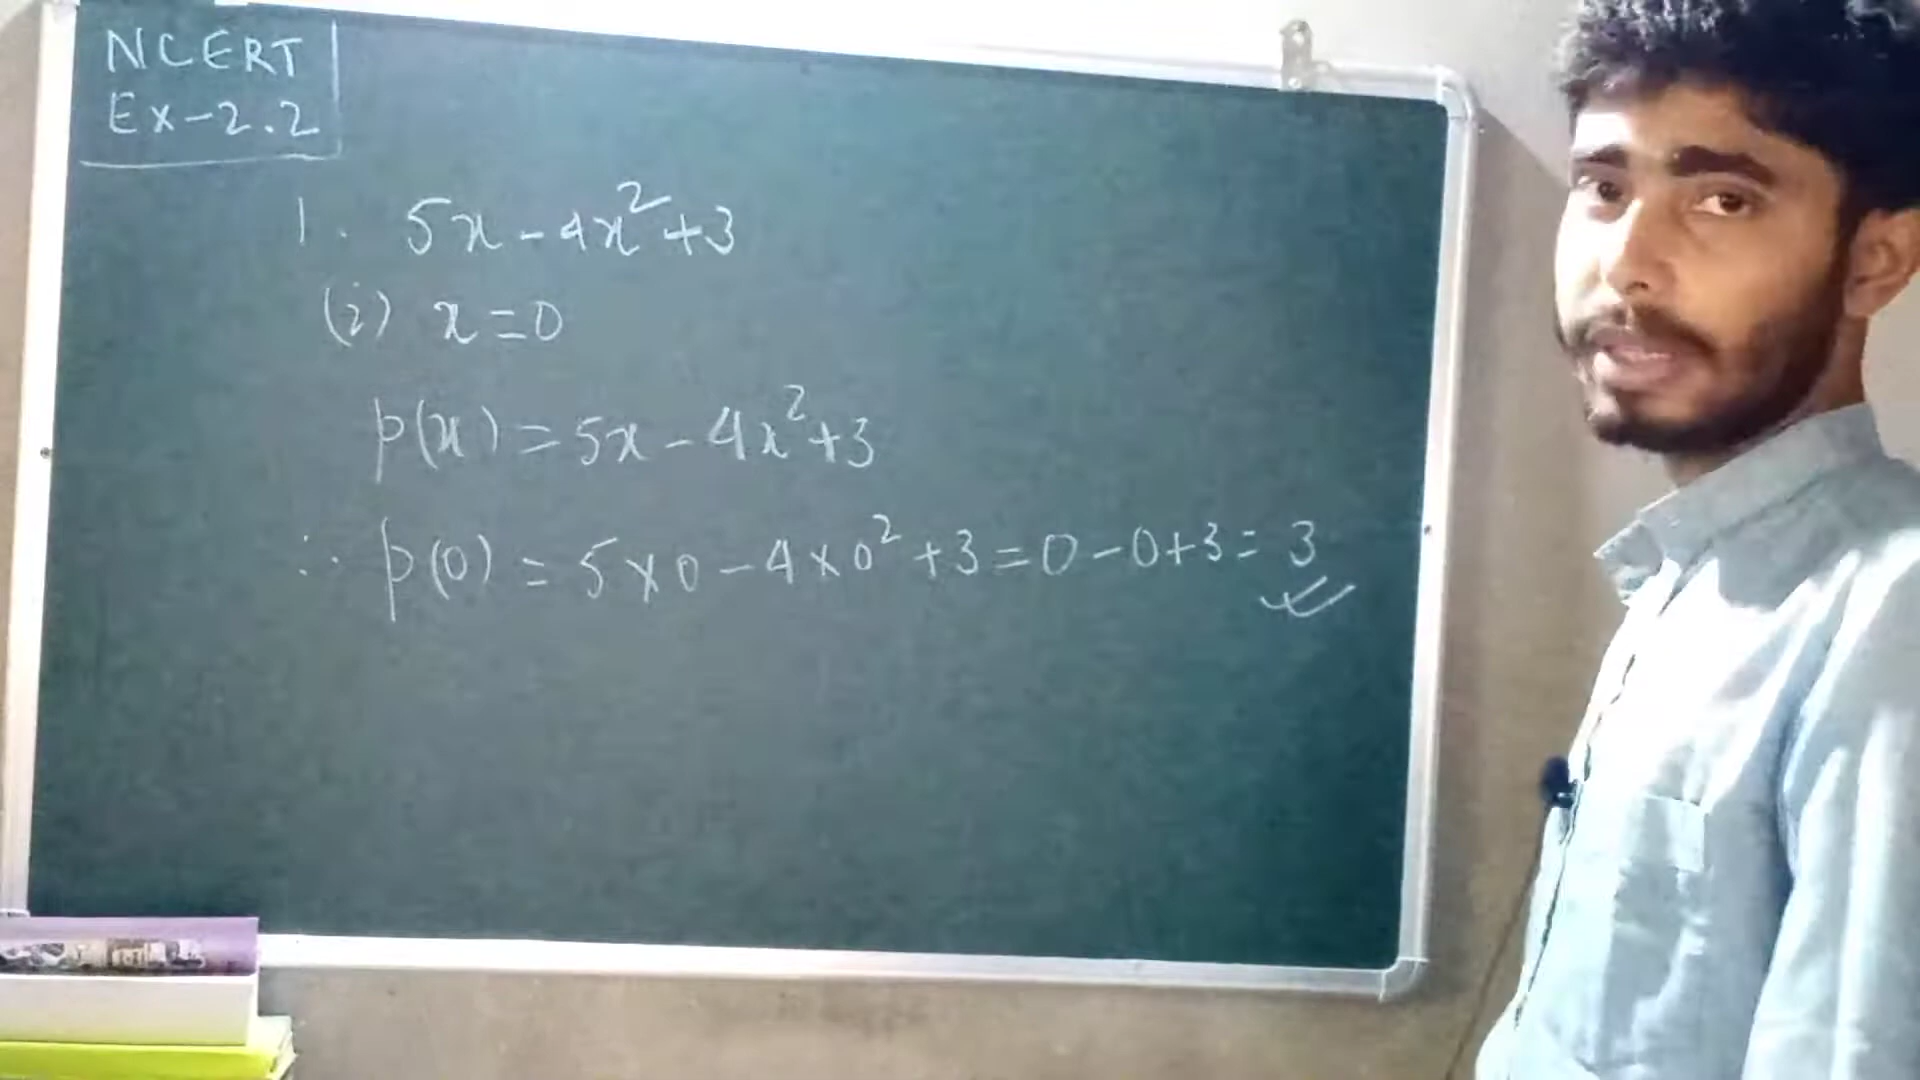 NCERT
Ex-2.2
1. 5x-4x²+3
(i) x=0
p(x)=5x-4x²+3
∴ p(0)=5×0-4×0²+3=0-0+3=3